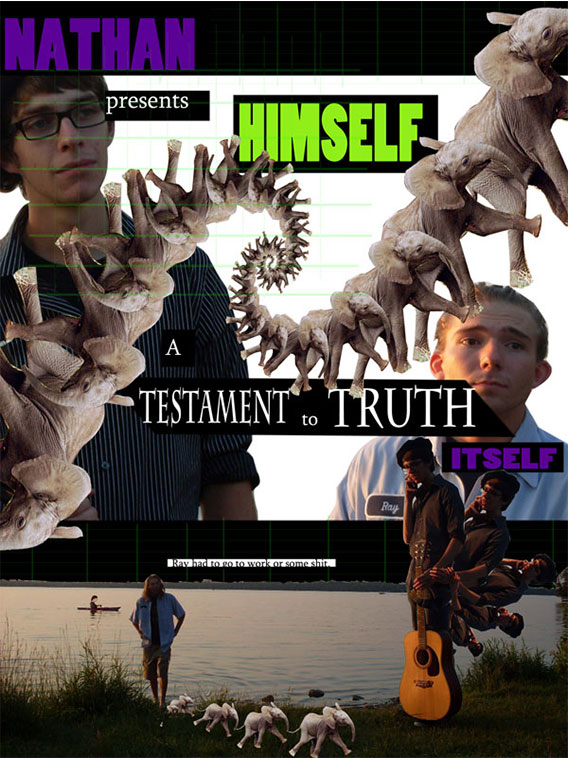 NATHAN
presents
HIMSELF
A
TESTAMENT to TRUTH
ITSELF
Ray
Ray had to go to work or some shit.